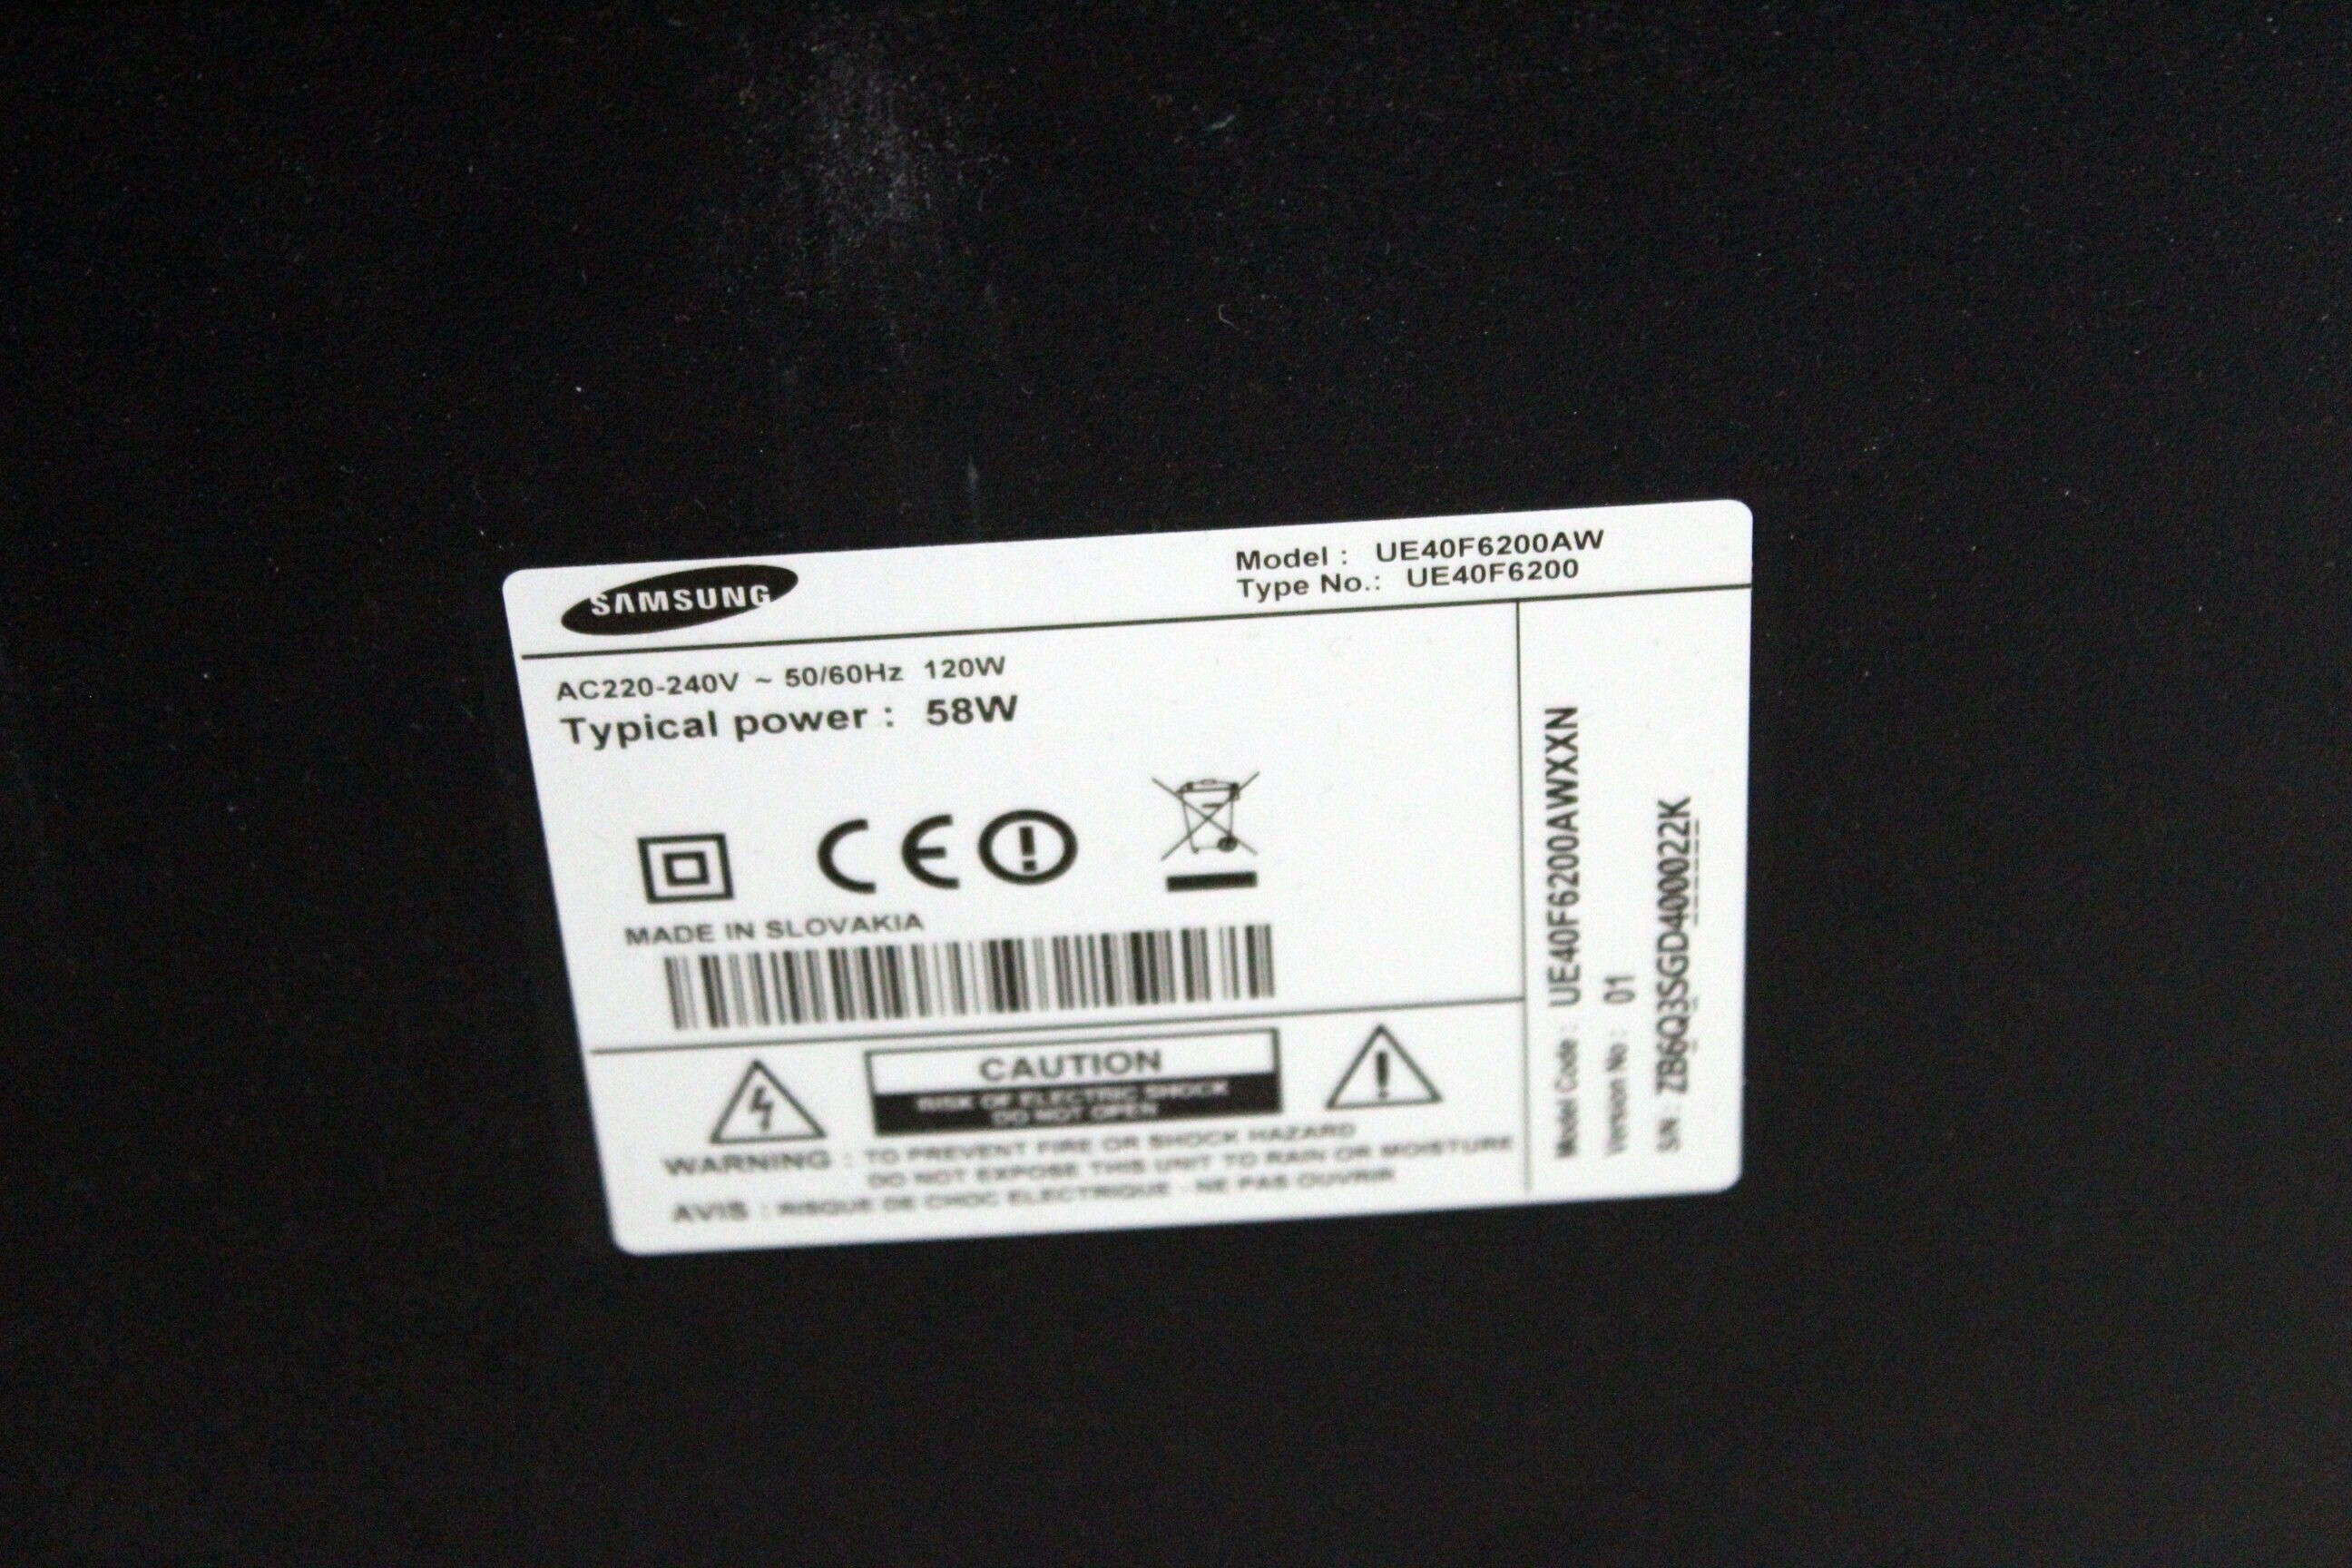 SAMSUNG
Model : UE40F6200AW
Type No.: UE40F6200
AC220-240V ~ 50/60Hz 120W
Typical power : 58W
CE
MADE IN SLOVAKIA
CAUTION
RISK OF ELECTRIC SHOCK
DO NOT OPEN
WARNING : TO PREVENT FIRE OR SHOCK HAZARD
DO NOT EXPOSE THIS UNIT TO RAIN OR MOISTURE
AVIS : RISQUE DE CHOC ELECTRIQUE - NE PAS OUVRIR
Model Code : UE40F6200AWXXN
Version No : 01
S/N : ZB6Q3SGD400022K